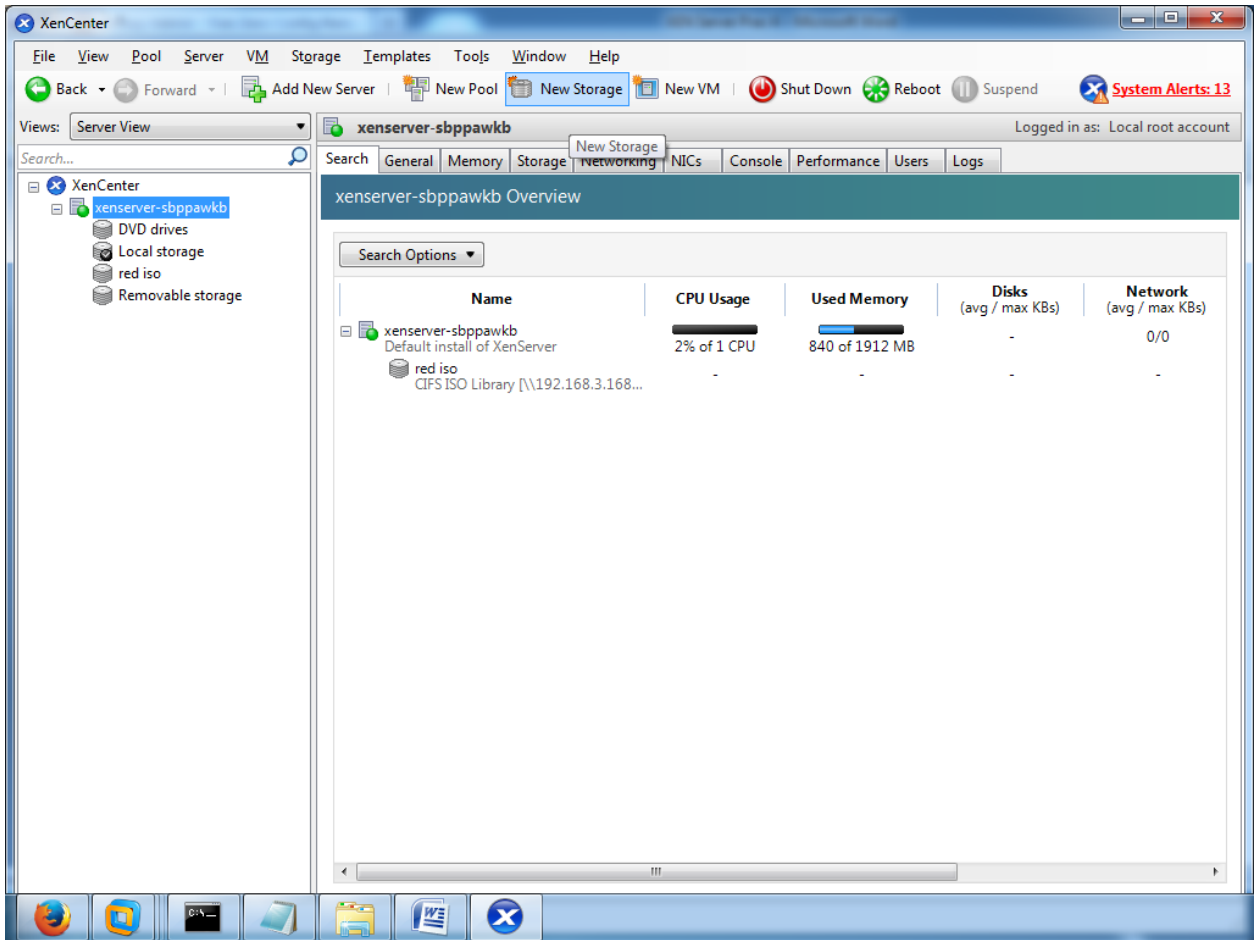 XenCenter
File View Pool Server VM Storage Templates Tools Window Help
Back Forward Add New Server New Pool New Storage New VM Shut Down Reboot Suspend System Alerts: 13
Views: Server View xenserver-sbppawkb Logged in as: Local root account
New Storage
Search... Search General Memory Storage Networking NICs Console Performance Users Logs
XenCenter
xenserver-sbppawkb
DVD drives
Local storage
red iso
Removable storage
xenserver-sbppawkb Overview
Search Options
Name CPU Usage Used Memory Disks Network
(avg / max KBs) (avg / max KBs)
xenserver-sbppawkb
Default install of XenServer 2% of 1 CPU 840 of 1912 MB - 0/0
red iso
CIFS ISO Library [\\192.168.3.168... - - - -
C:\_
W